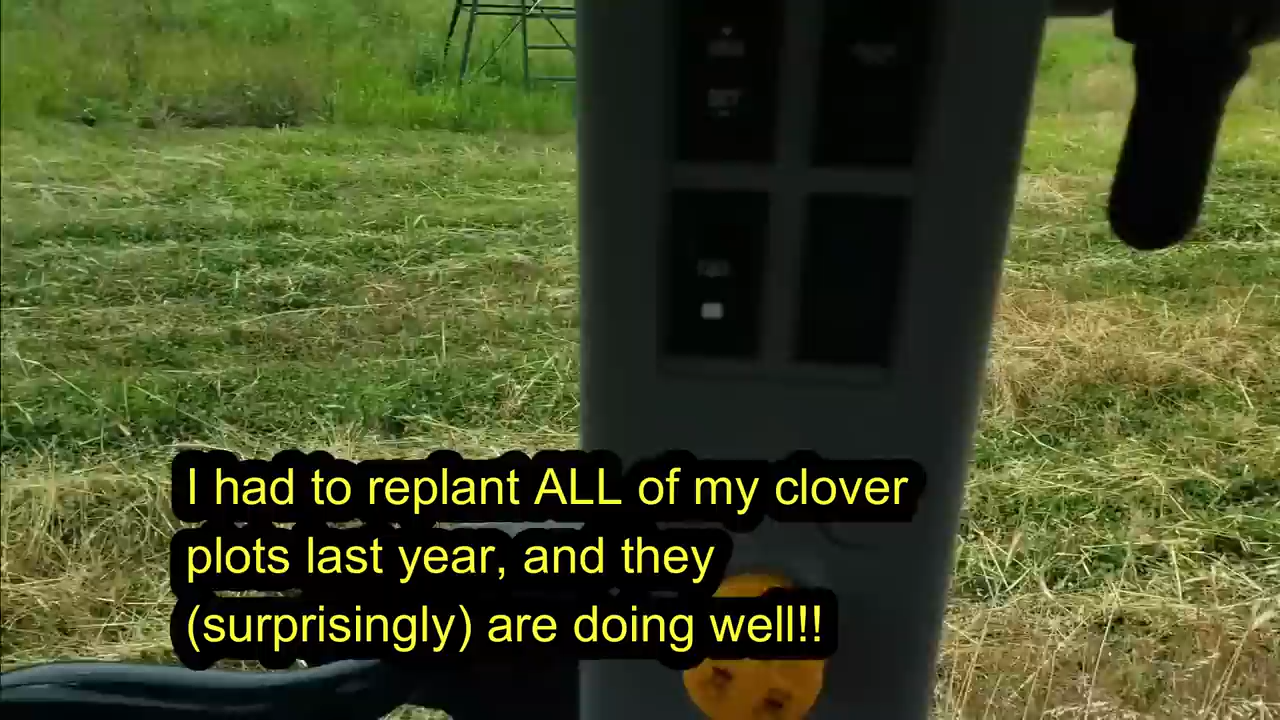 I had to replant ALL of my clover
plots last year, and they
(surprisingly) are doing well!!